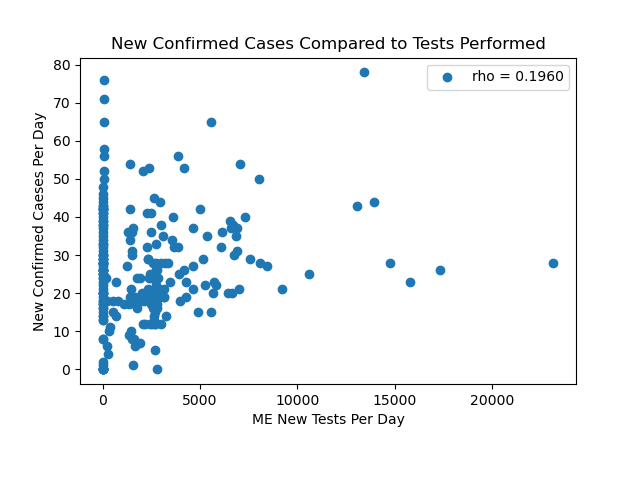 New Confirmed Cases Compared to Tests Performed
rho = 0.1960
80
70
60
50
40
30
20
10
0
New Confirmed Caeses Per Day
0 5000 10000 15000 20000
ME New Tests Per Day